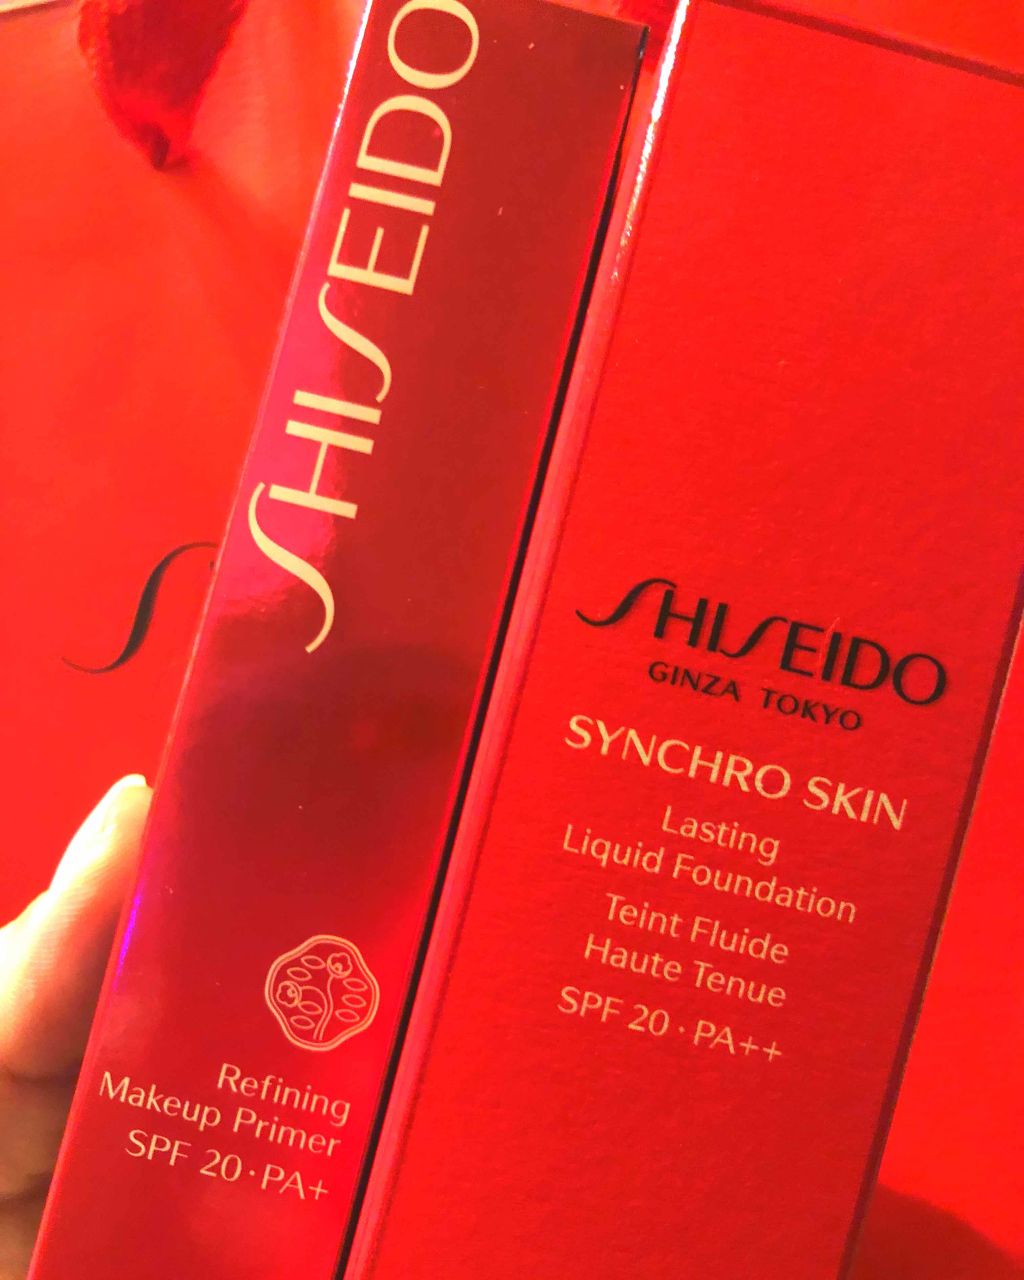 SHISEIDO
Refining
Makeup Primer
SPF 20・PA+
SHISEIDO
GINZA TOKYO
SYNCHRO SKIN
Lasting
Liquid Foundation
Teint Fluide
Haute Tenue
SPF 20・PA++
S